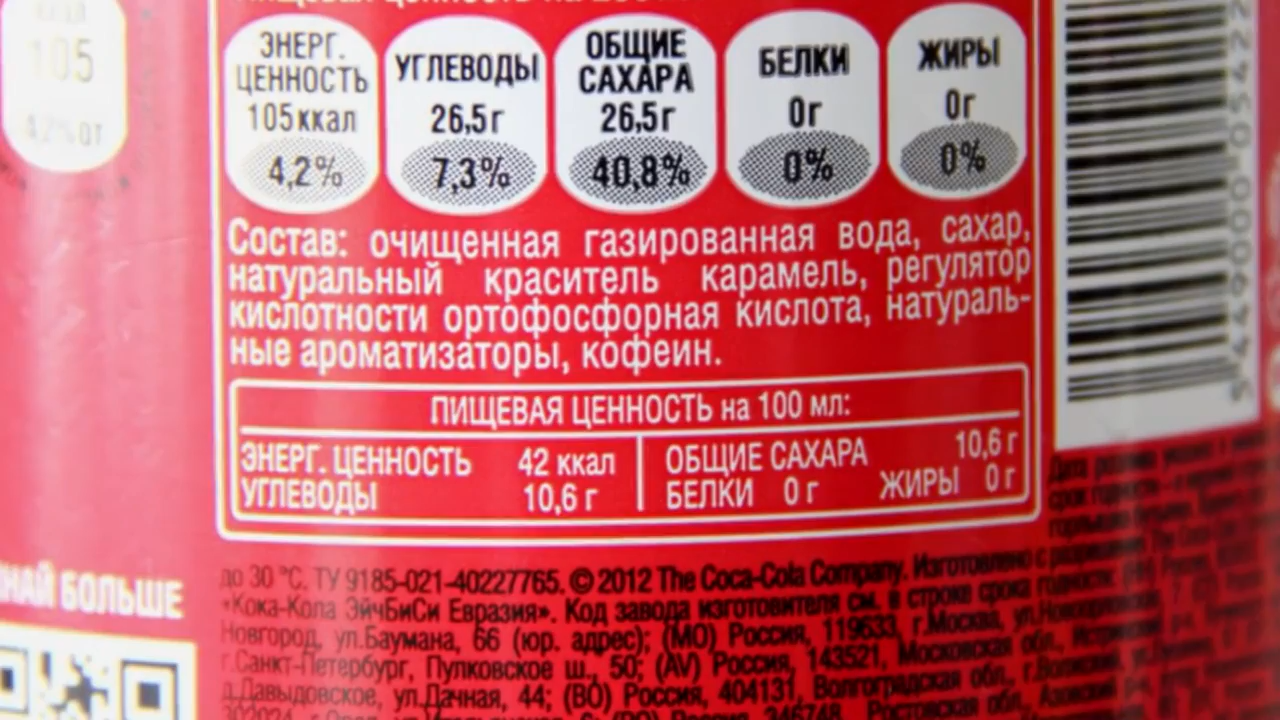 105
4,2% от
ЭНЕРГ.
ЦЕННОСТЬ
105 ккал
4,2%
УГЛЕВОДЫ
26,5 г
7,3%
ОБЩИЕ
САХАРА
26,5 г
40,8%
БЕЛКИ
0 г
0%
ЖИРЫ
0 г
0%
Состав: очищенная газированная вода, сахар,
натуральный краситель карамель, регулятор
кислотности ортофосфорная кислота, натураль-
ные ароматизаторы, кофеин.
ПИЩЕВАЯ ЦЕННОСТЬ на 100 мл:
ЭНЕРГ. ЦЕННОСТЬ 42 ккал
УГЛЕВОДЫ 10,6 г
ОБЩИЕ САХАРА 10,6 г
БЕЛКИ 0 г ЖИРЫ 0 г
до 30 °С. ТУ 9185-021-40227765. © 2012 The Coca-Cola Company. Изготовлено с
«Кока-Кола ЭйчБиСи Евразия». Код завода изготовителя см. в строке срока годности:
Новгород, ул.Баумана, 66 (юр. адрес); (МО) Россия, 119633, г.Москва,
г.Санкт-Петербург, Пулковское ш., 50; (AV) Россия, 143521, Московская обл.,
д.Давыдовское, ул.Дачная, 44; (ВО) Россия, 404131, Волгоградская обл.,
БОЛЬШЕ